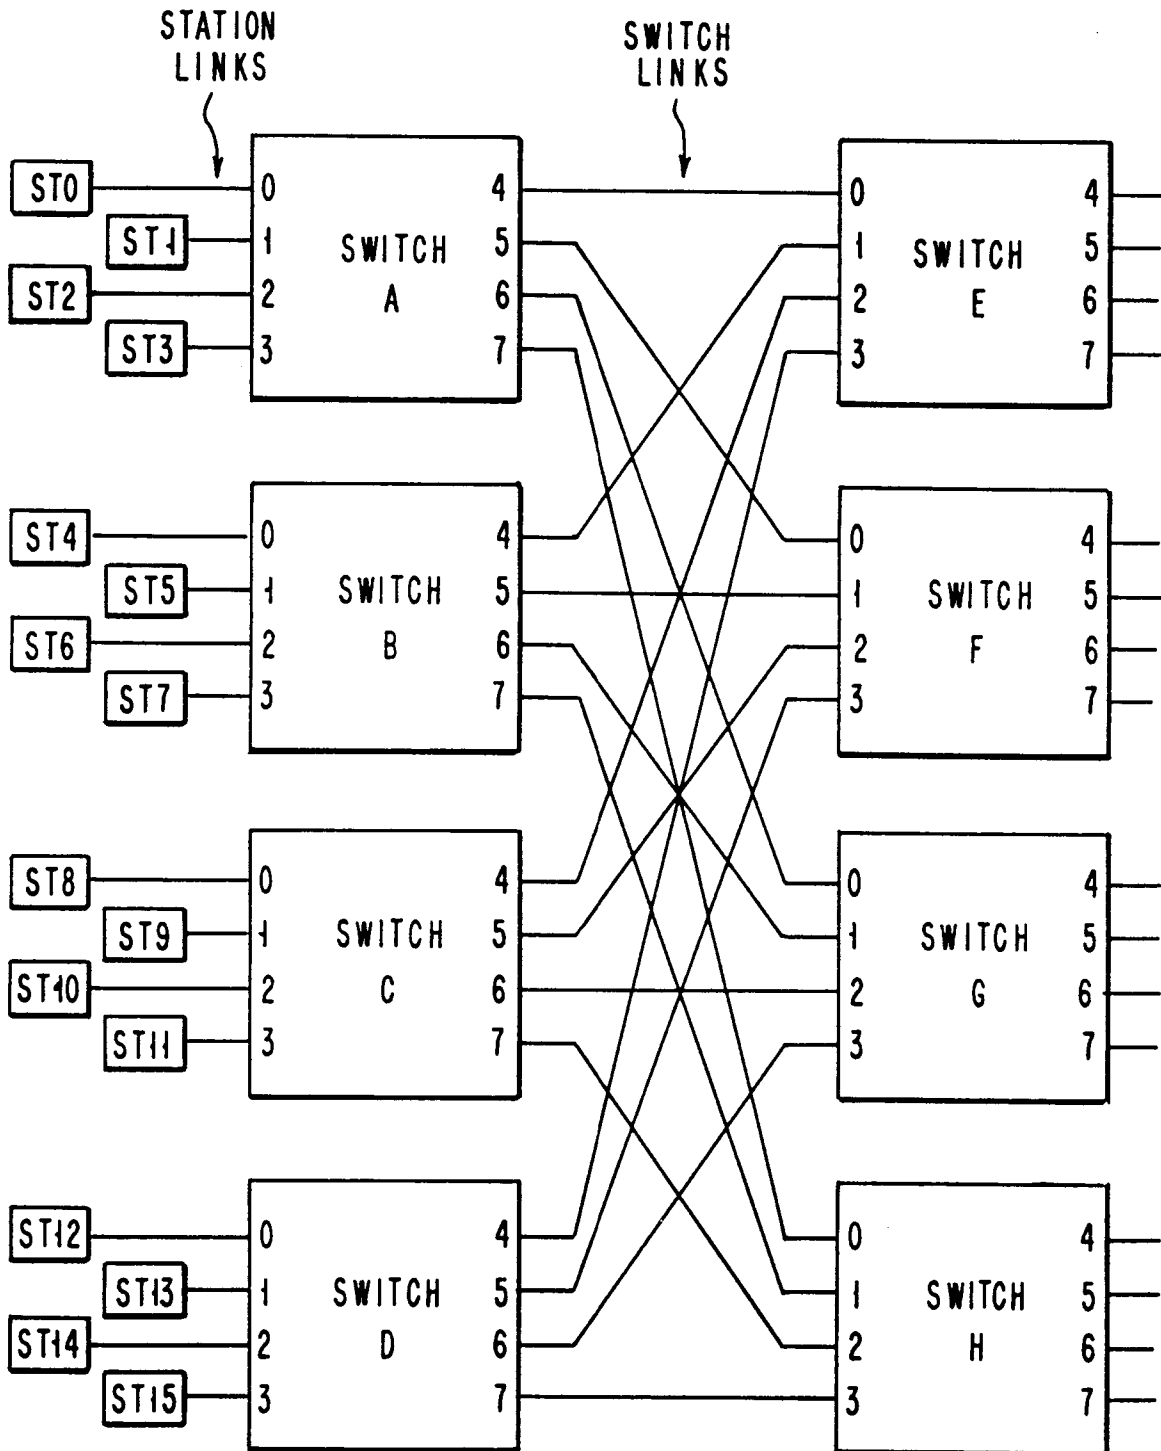 STATION
LINKS
SWITCH
LINKS
ST0 0 4 0 4
ST1 1 SWITCH 5 1 SWITCH 5
ST2 2 A 6 2 E 6
ST3 3 7 3 7
ST4 0 4 0 4
ST5 1 SWITCH 5 1 SWITCH 5
ST6 2 B 6 2 F 6
ST7 3 7 3 7
ST8 0 4 0 4
ST9 1 SWITCH 5 1 SWITCH 5
ST10 2 C 6 2 G 6
ST11 3 7 3 7
ST12 0 4 0 4
ST13 1 SWITCH 5 1 SWITCH 5
ST14 2 D 6 2 H 6
ST15 3 7 3 7